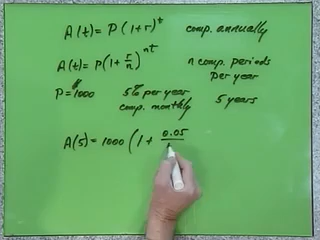 A(t) = P(1+r)^t comp. annually
A(t) = P(1+ r/n)^nt n comp. periods
per year
P = $1000 5% per year 5 years
comp. monthly
A(5) = 1000 (1 + 0.05/